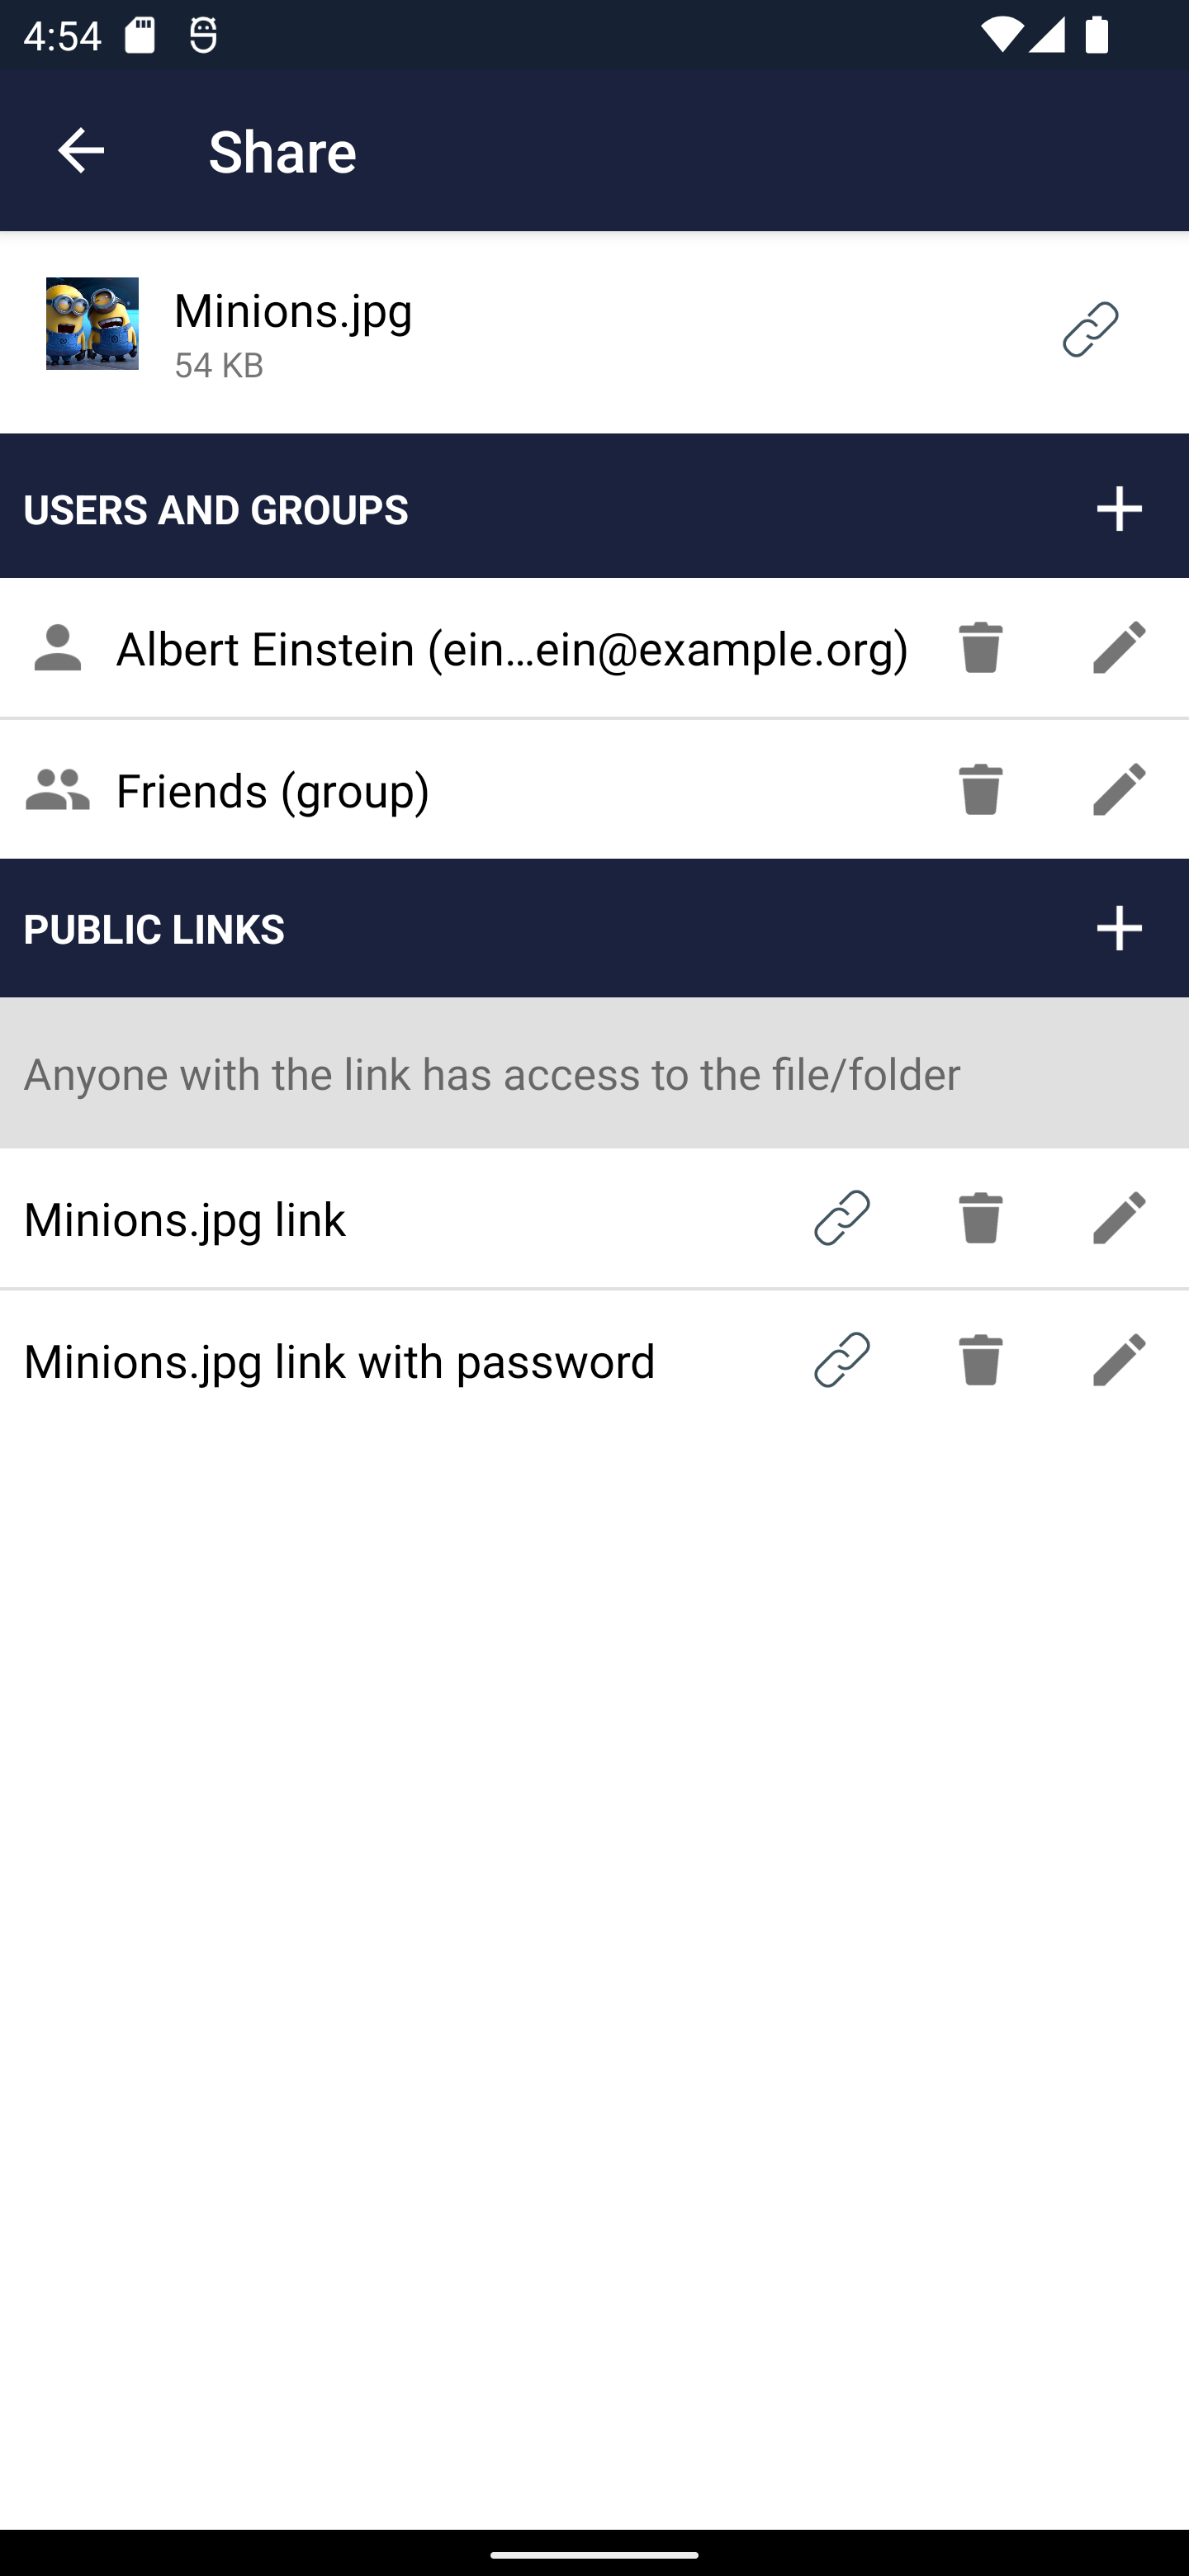 4:54
Share
Minions.jpg
54 KB
USERS AND GROUPS
Albert Einstein (ein…ein@example.org)
Friends (group)
PUBLIC LINKS
Anyone with the link has access to the file/folder
Minions.jpg link
Minions.jpg link with password